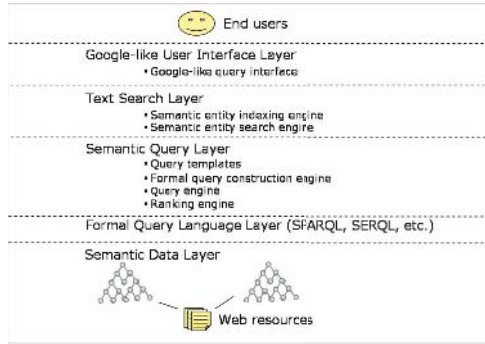 End users
Google-like User Interface Layer
▪ Google-like query interface
Text Search Layer
▪ Semantic entity indexing engine
▪ Semantic entity search engine
Semantic Query Layer
▪ Query templates
▪ Formal query construction engine
▪ Query engine
▪ Ranking engine
Formal Query Language Layer (SPARQL, SERQL, etc.)
Semantic Data Layer
Web resources